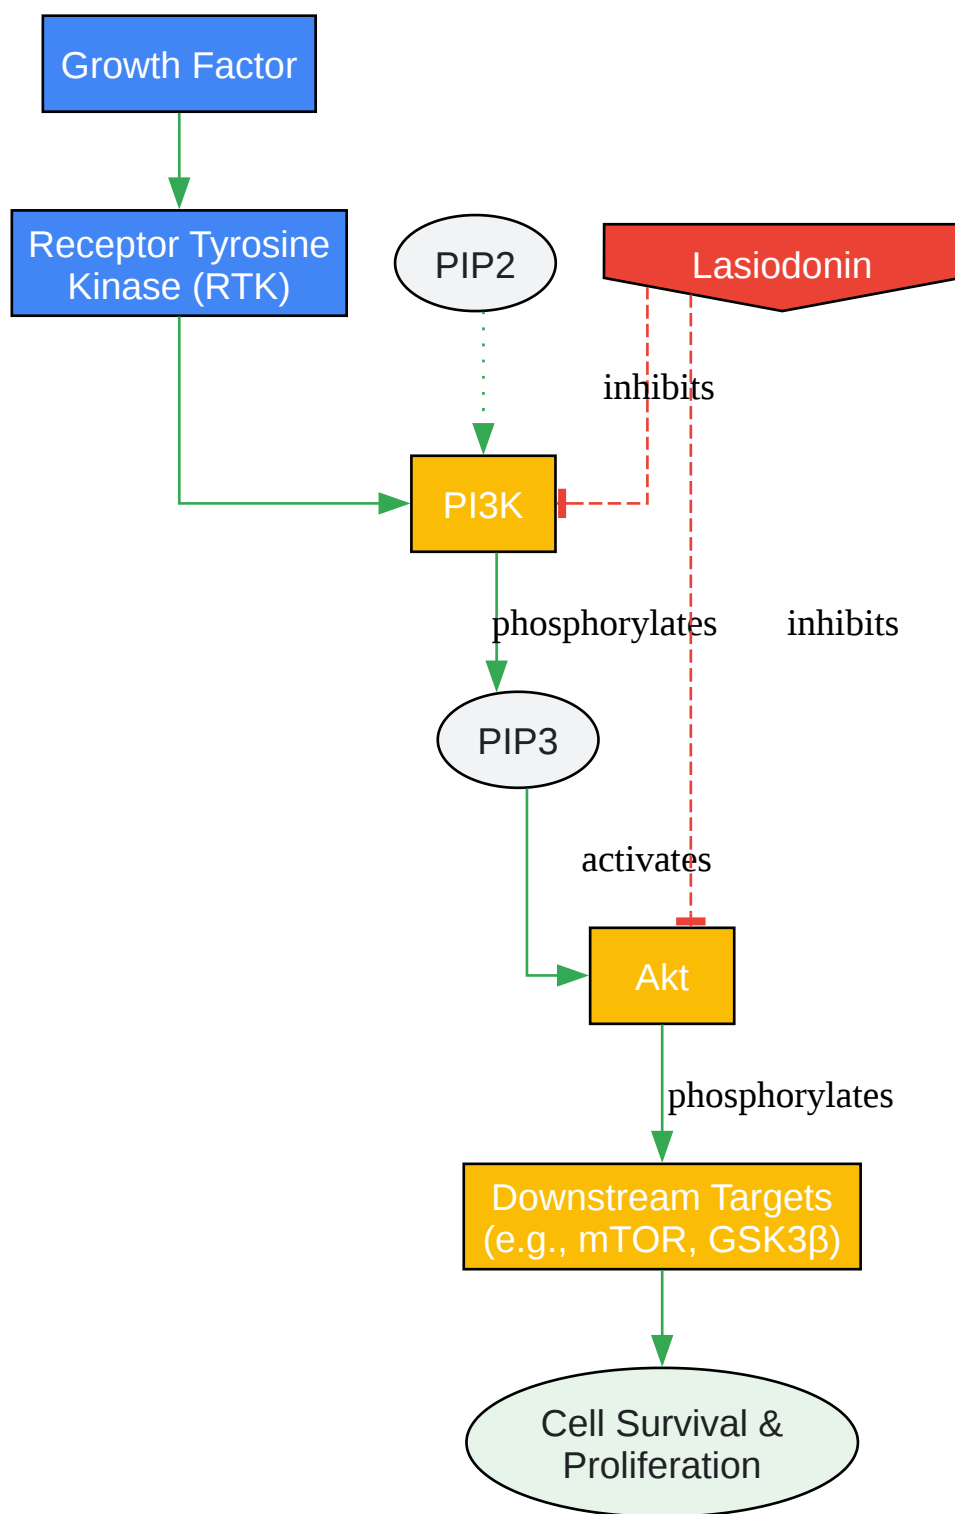 Growth Factor
Receptor Tyrosine
Kinase (RTK)
PIP2
Lasiodonin
inhibits
PI3K
phosphorylates
inhibits
PIP3
activates
Akt
phosphorylates
Downstream Targets
(e.g., mTOR, GSK3β)
Cell Survival &
Proliferation